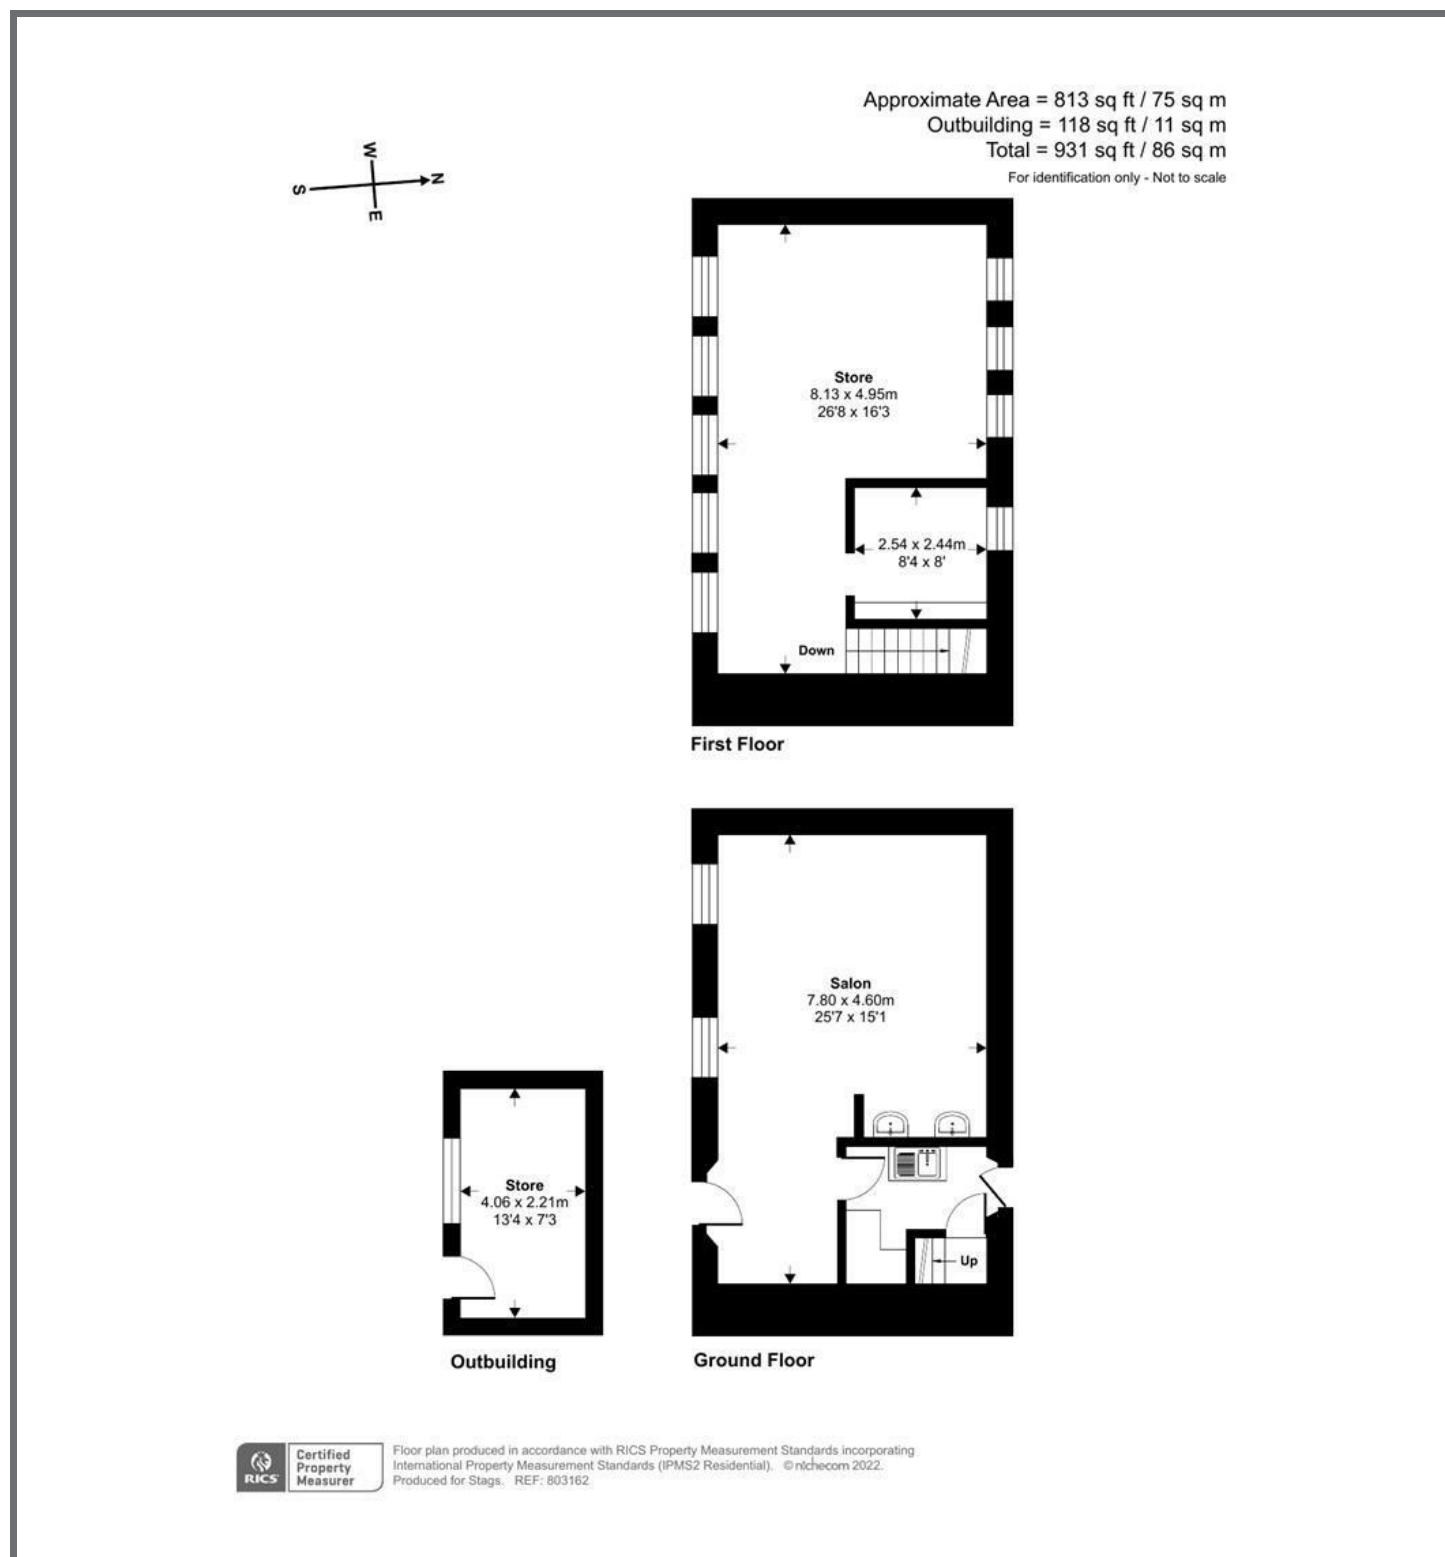 Approximate Area = 813 sq ft / 75 sq m
Outbuilding = 118 sq ft / 11 sq m
Total = 931 sq ft / 86 sq m
For identification only - Not to scale
W
N
S
E
Store
8.13 x 4.95m
26'8 x 16'3
2.54 x 2.44m
8'4 x 8'
Down
First Floor
Salon
7.80 x 4.60m
25'7 x 15'1
Store
4.06 x 2.21m
13'4 x 7'3
Up
Outbuilding
Ground Floor
RICS
Certified
Property
Measurer
Floor plan produced in accordance with RICS Property Measurement Standards incorporating
International Property Measurement Standards (IPMS2 Residential). © nichecom 2022.
Produced for Stags. REF: 803162